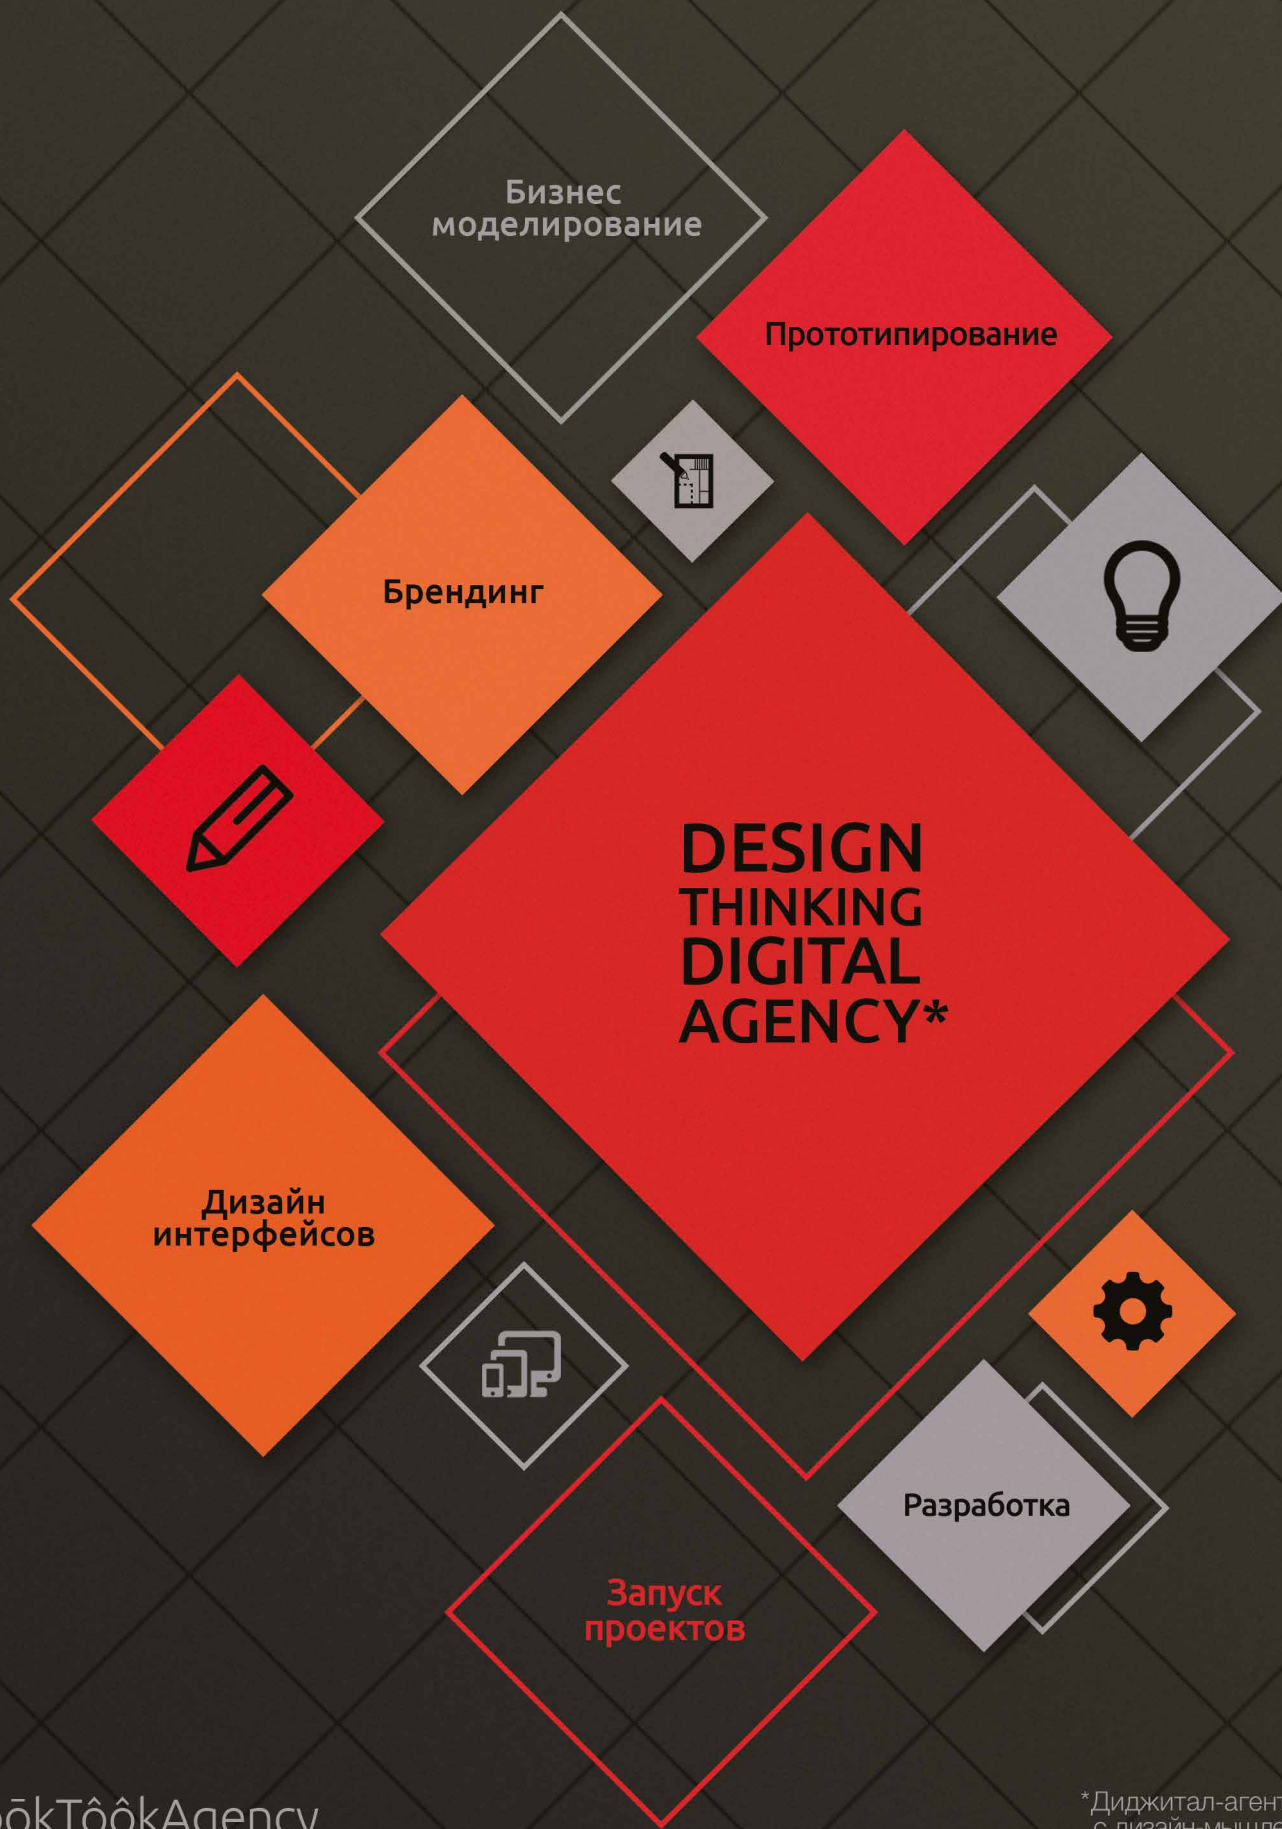 Бизнес
моделирование
Прототипирование
Брендинг
DESIGN
THINKING
DIGITAL
AGENCY*
Дизайн
интерфейсов
Разработка
Запуск
проектов
*Диджитал-агент